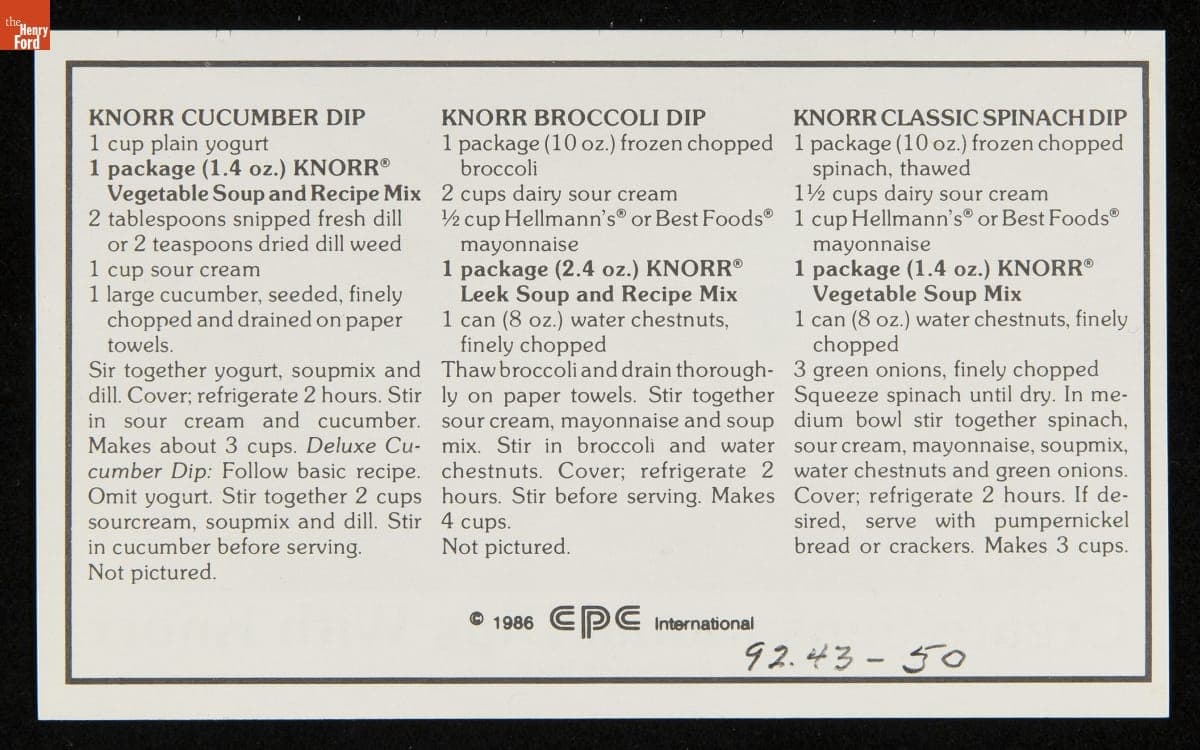 the
Henry
Ford
KNORR CUCUMBER DIP
1 cup plain yogurt
1 package (1.4 oz.) KNORR®
Vegetable Soup and Recipe Mix
2 tablespoons snipped fresh dill
or 2 teaspoons dried dill weed
1 cup sour cream
1 large cucumber, seeded, finely
chopped and drained on paper
towels.
Sir together yogurt, soupmix and
dill. Cover; refrigerate 2 hours. Stir
in sour cream and cucumber.
Makes about 3 cups. Deluxe Cu-
cumber Dip: Follow basic recipe.
Omit yogurt. Stir together 2 cups
sourcream, soupmix and dill. Stir
in cucumber before serving.
Not pictured.
KNORR BROCCOLI DIP
1 package (10 oz.) frozen chopped
broccoli
2 cups dairy sour cream
½ cup Hellmann's® or Best Foods®
mayonnaise
1 package (2.4 oz.) KNORR®
Leek Soup and Recipe Mix
1 can (8 oz.) water chestnuts,
finely chopped
Thaw broccoli and drain thorough-
ly on paper towels. Stir together
sour cream, mayonnaise and soup
mix. Stir in broccoli and water
chestnuts. Cover; refrigerate 2
hours. Stir before serving. Makes
4 cups.
Not pictured.
KNORR CLASSIC SPINACH DIP
1 package (10 oz.) frozen chopped
spinach, thawed
1½ cups dairy sour cream
1 cup Hellmann's® or Best Foods®
mayonnaise
1 package (1.4 oz.) KNORR®
Vegetable Soup Mix
1 can (8 oz.) water chestnuts, finely
chopped
3 green onions, finely chopped
Squeeze spinach until dry. In me-
dium bowl stir together spinach,
sour cream, mayonnaise, soupmix,
water chestnuts and green onions.
Cover; refrigerate 2 hours. If de-
sired, serve with pumpernickel
bread or crackers. Makes 3 cups.
© 1986 CPC International
92.43-50